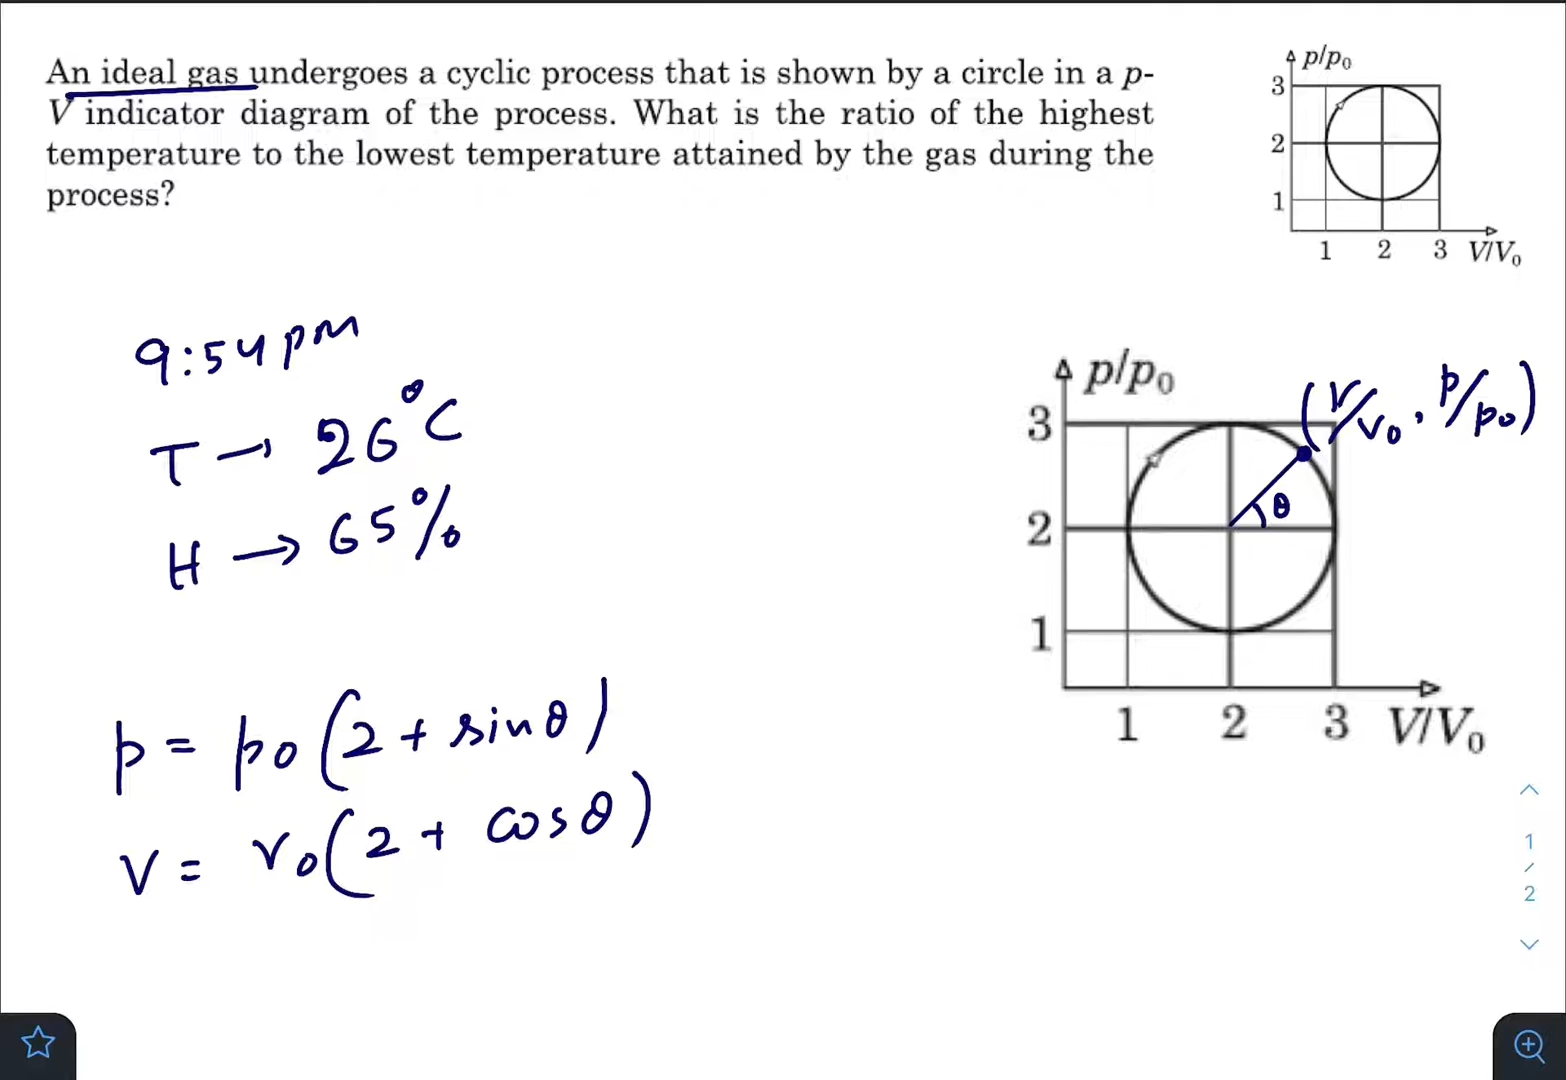 An ideal gas undergoes a cyclic process that is shown by a circle in a p-
V indicator diagram of the process. What is the ratio of the highest
temperature to the lowest temperature attained by the gas during the
process?
p/p₀
3
2
1
1 2 3 V/V₀
9:54 pm
T → 26°C
H → 65%
p = p₀(2 + sinθ)
V = V₀(2 + cosθ)
p/p₀
(V/V₀, p/p₀)
3
θ
2
1
1 2 3 V/V₀
1
/
2